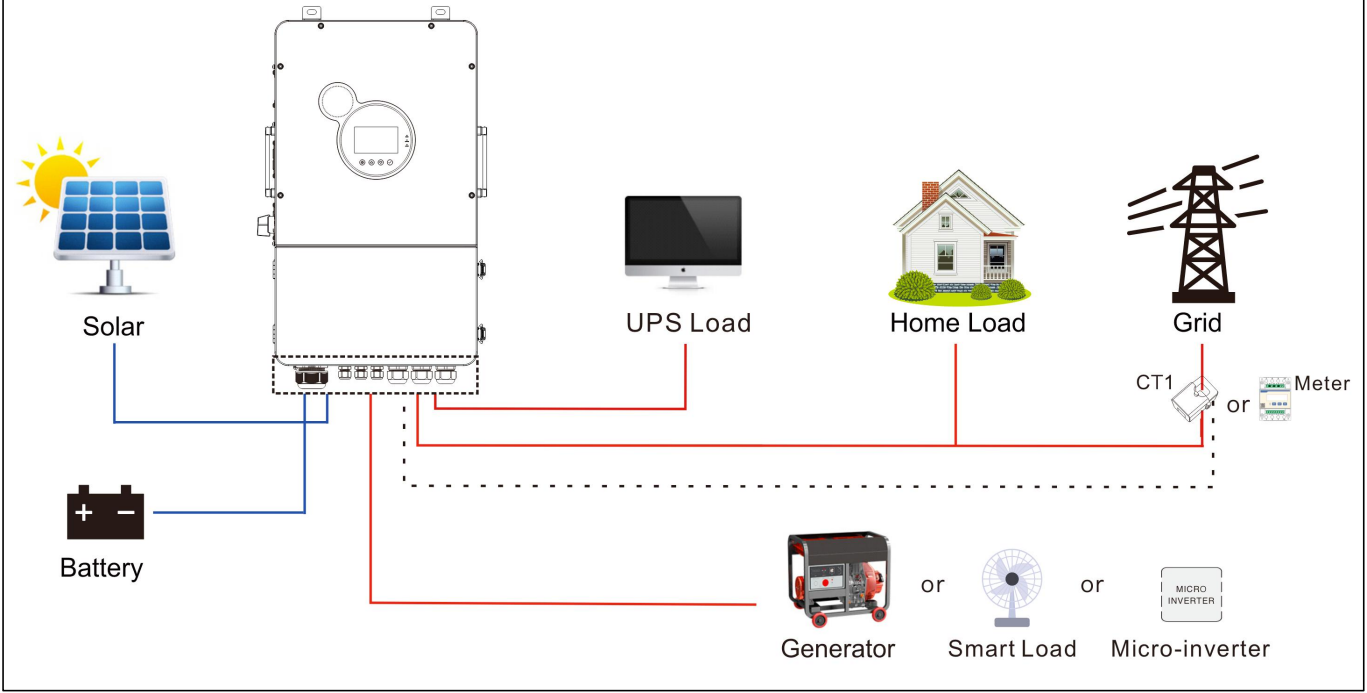 Solar
UPS Load
Home Load
Grid
CT1
or
Meter
+ −
Battery
or
or
MICRO
INVERTER
Generator
Smart Load
Micro-inverter